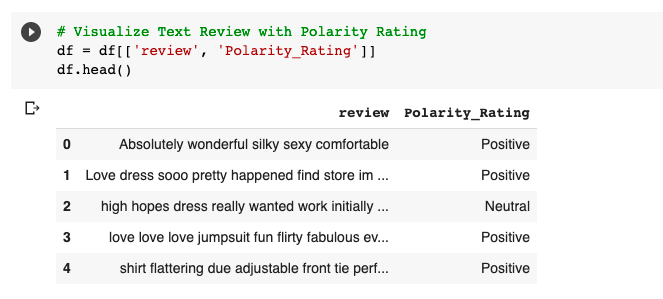 # Visualize Text Review with Polarity Rating
df = df[['review', 'Polarity_Rating']]
df.head()
review Polarity_Rating
0 Absolutely wonderful silky sexy comfortable Positive
1 Love dress sooo pretty happened find store im ... Positive
2 high hopes dress really wanted work initially ... Neutral
3 love love love jumpsuit fun flirty fabulous ev... Positive
4 shirt flattering due adjustable front tie perf... Positive